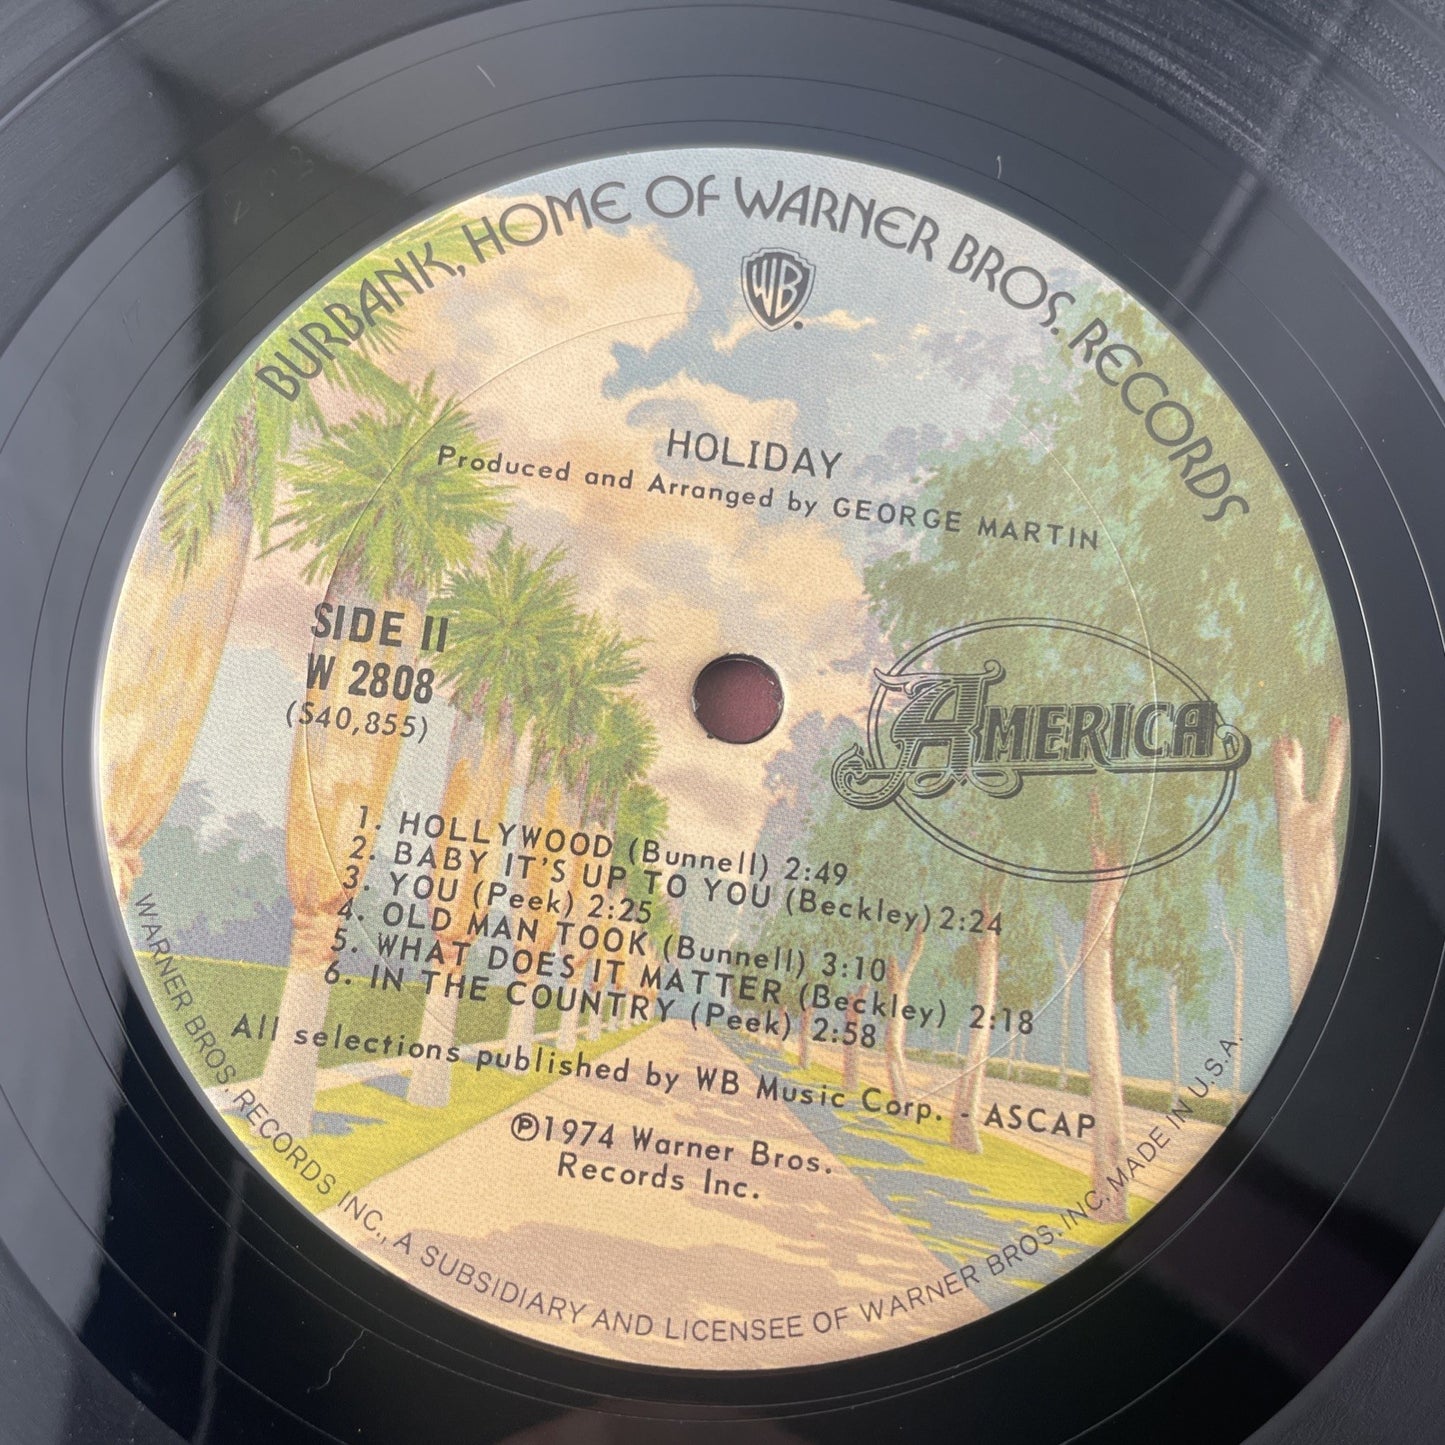 BURBANK, HOME OF WARNER BROS. RECORDS
WB
HOLIDAY
Produced and Arranged by GEORGE MARTIN
SIDE II
W 2808
(S40,855)
AMERICA
1. HOLLYWOOD (Bunnell) 2:49
2. BABY IT'S UP TO YOU (Beckley) 2:24
3. YOU (Peek) 2:25
4. OLD MAN TOOK (Bunnell) 3:10
5. WHAT DOES IT MATTER (Beckley) 2:18
6. IN THE COUNTRY (Peek) 2:58
All selections published by WB Music Corp. - ASCAP
℗1974 Warner Bros.
Records Inc.
WARNER BROS. RECORDS INC., A SUBSIDIARY AND LICENSEE OF WARNER BROS. INC. MADE IN U.S.A.